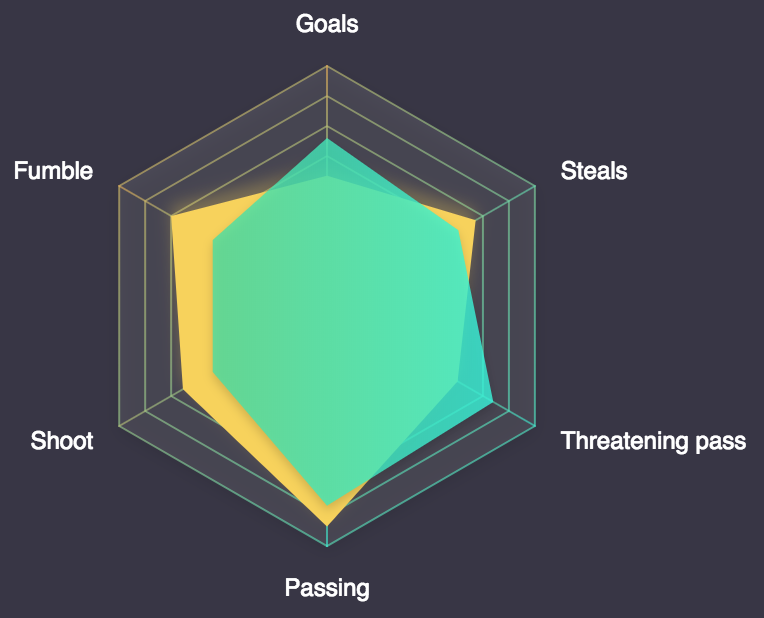 Goals
Fumble
Steals
Shoot
Threatening pass
Passing